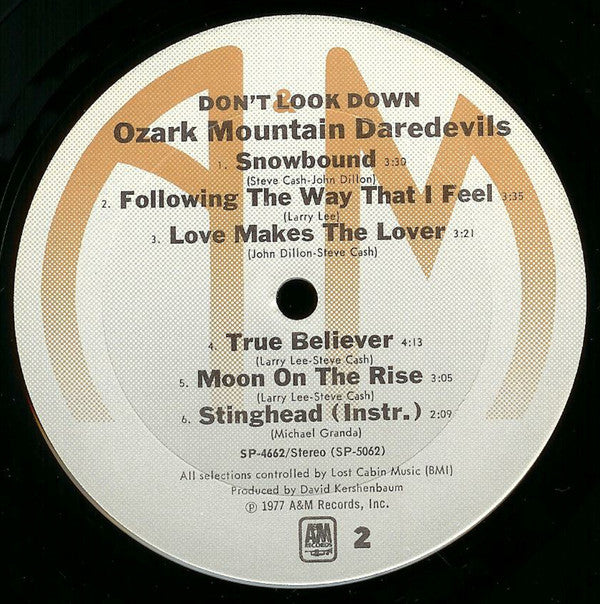 DON'T LOOK DOWN
Ozark Mountain Daredevils
1. Snowbound 3:30
(Steve Cash-John Dillon)
2. Following The Way That I Feel 3:35
(Larry Lee)
3. Love Makes The Lover 3:21
(John Dillon-Steve Cash)
4. True Believer 4:13
(Larry Lee-Steve Cash)
5. Moon On The Rise 3:05
(Larry Lee-Steve Cash)
6. Stinghead (Instr.) 2:09
(Michael Granda)
SP-4662/Stereo (SP-5062)
All selections controlled by Lost Cabin Music (BMI)
Produced by David Kershenbaum
℗ 1977 A&M Records, Inc.
A&M
RECORDS
2
A&M